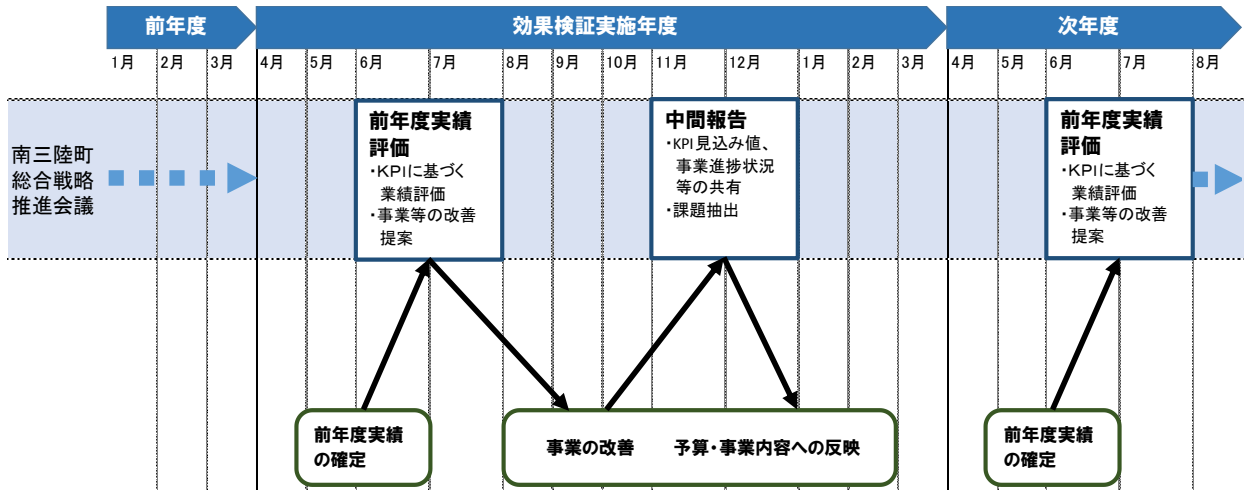 前年度
効果検証実施年度
次年度
1月 2月 3月 4月 5月 6月 7月 8月 9月 10月 11月 12月 1月 2月 3月 4月 5月 6月 7月 8月
南三陸町
総合戦略
推進会議
前年度実績
評価
・KPIに基づく
業績評価
・事業等の改善
提案
中間報告
・KPI見込み値、
事業進捗状況
等の共有
・課題抽出
前年度実績
評価
・KPIに基づく
業績評価
・事業等の改善
提案
前年度実績
の確定
事業の改善 予算・事業内容への反映
前年度実績
の確定